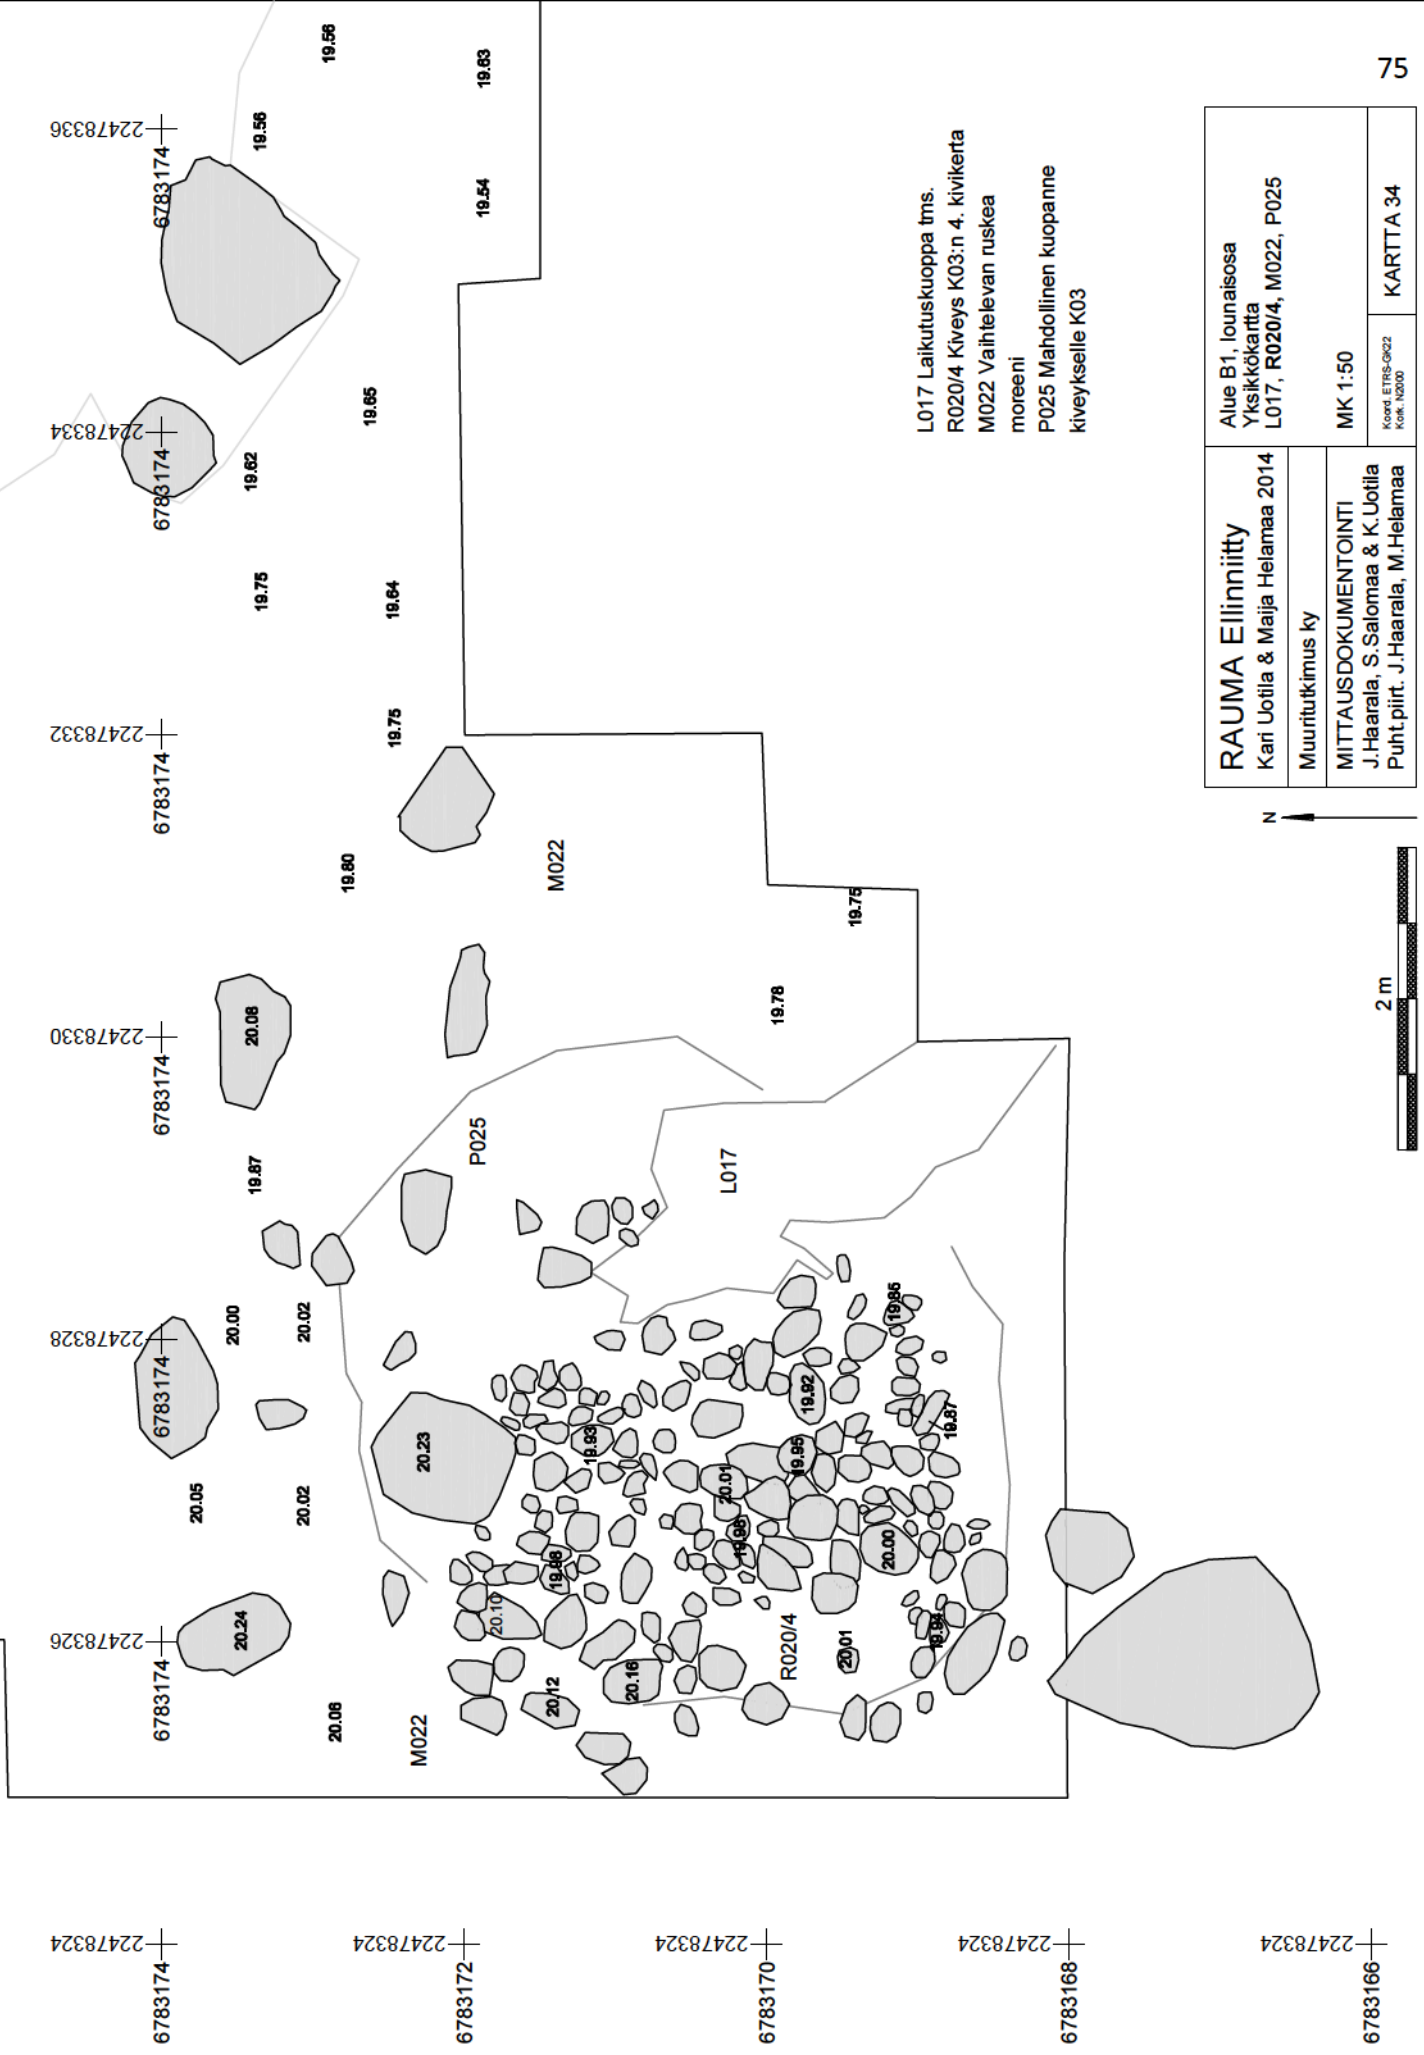 75
22478336
6783174
22478334
6783174
22478332
6783174
22478330
6783174
22478328
6783174
22478326
6783174
22478324
6783174
22478324
6783172
22478324
6783170
22478324
6783168
22478324
6783166
19.56
19.56
19.63
19.54
19.65
19.62
19.75
19.64
19.75
19.80
M022
19.75
19.78
20.08
P025
19.87
L017
20.00
20.02
20.05
20.02
20.23
19.93
19.92
19.85
19.87
19.95
20.01
19.98
20.00
19.98
20.10
20.24
20.06
M022
20.12
20.16
R020/4
20.01
19.94
L017 Laikutuskuoppa tms.
R020/4 Kiveys K03:n 4. kivikerta
M022 Vaihtelevan ruskea
moreeni
P025 Mahdollinen kuopanne
kiveykselle K03
RAUMA Ellinniitty
Kari Uotila & Maija Helamaa 2014
Muuritutkimus ky
MITTAUSDOKUMENTOINTI
J.Haarala, S.Salomaa & K.Uotila
Puht.piirt. J.Haarala, M.Helamaa
Alue B1, lounaisosa
Yksikkökartta
L017, R020/4, M022, P025
MK 1:50
Koord. ETRS-GK22
Kork. N2000
KARTTA 34
N
2 m